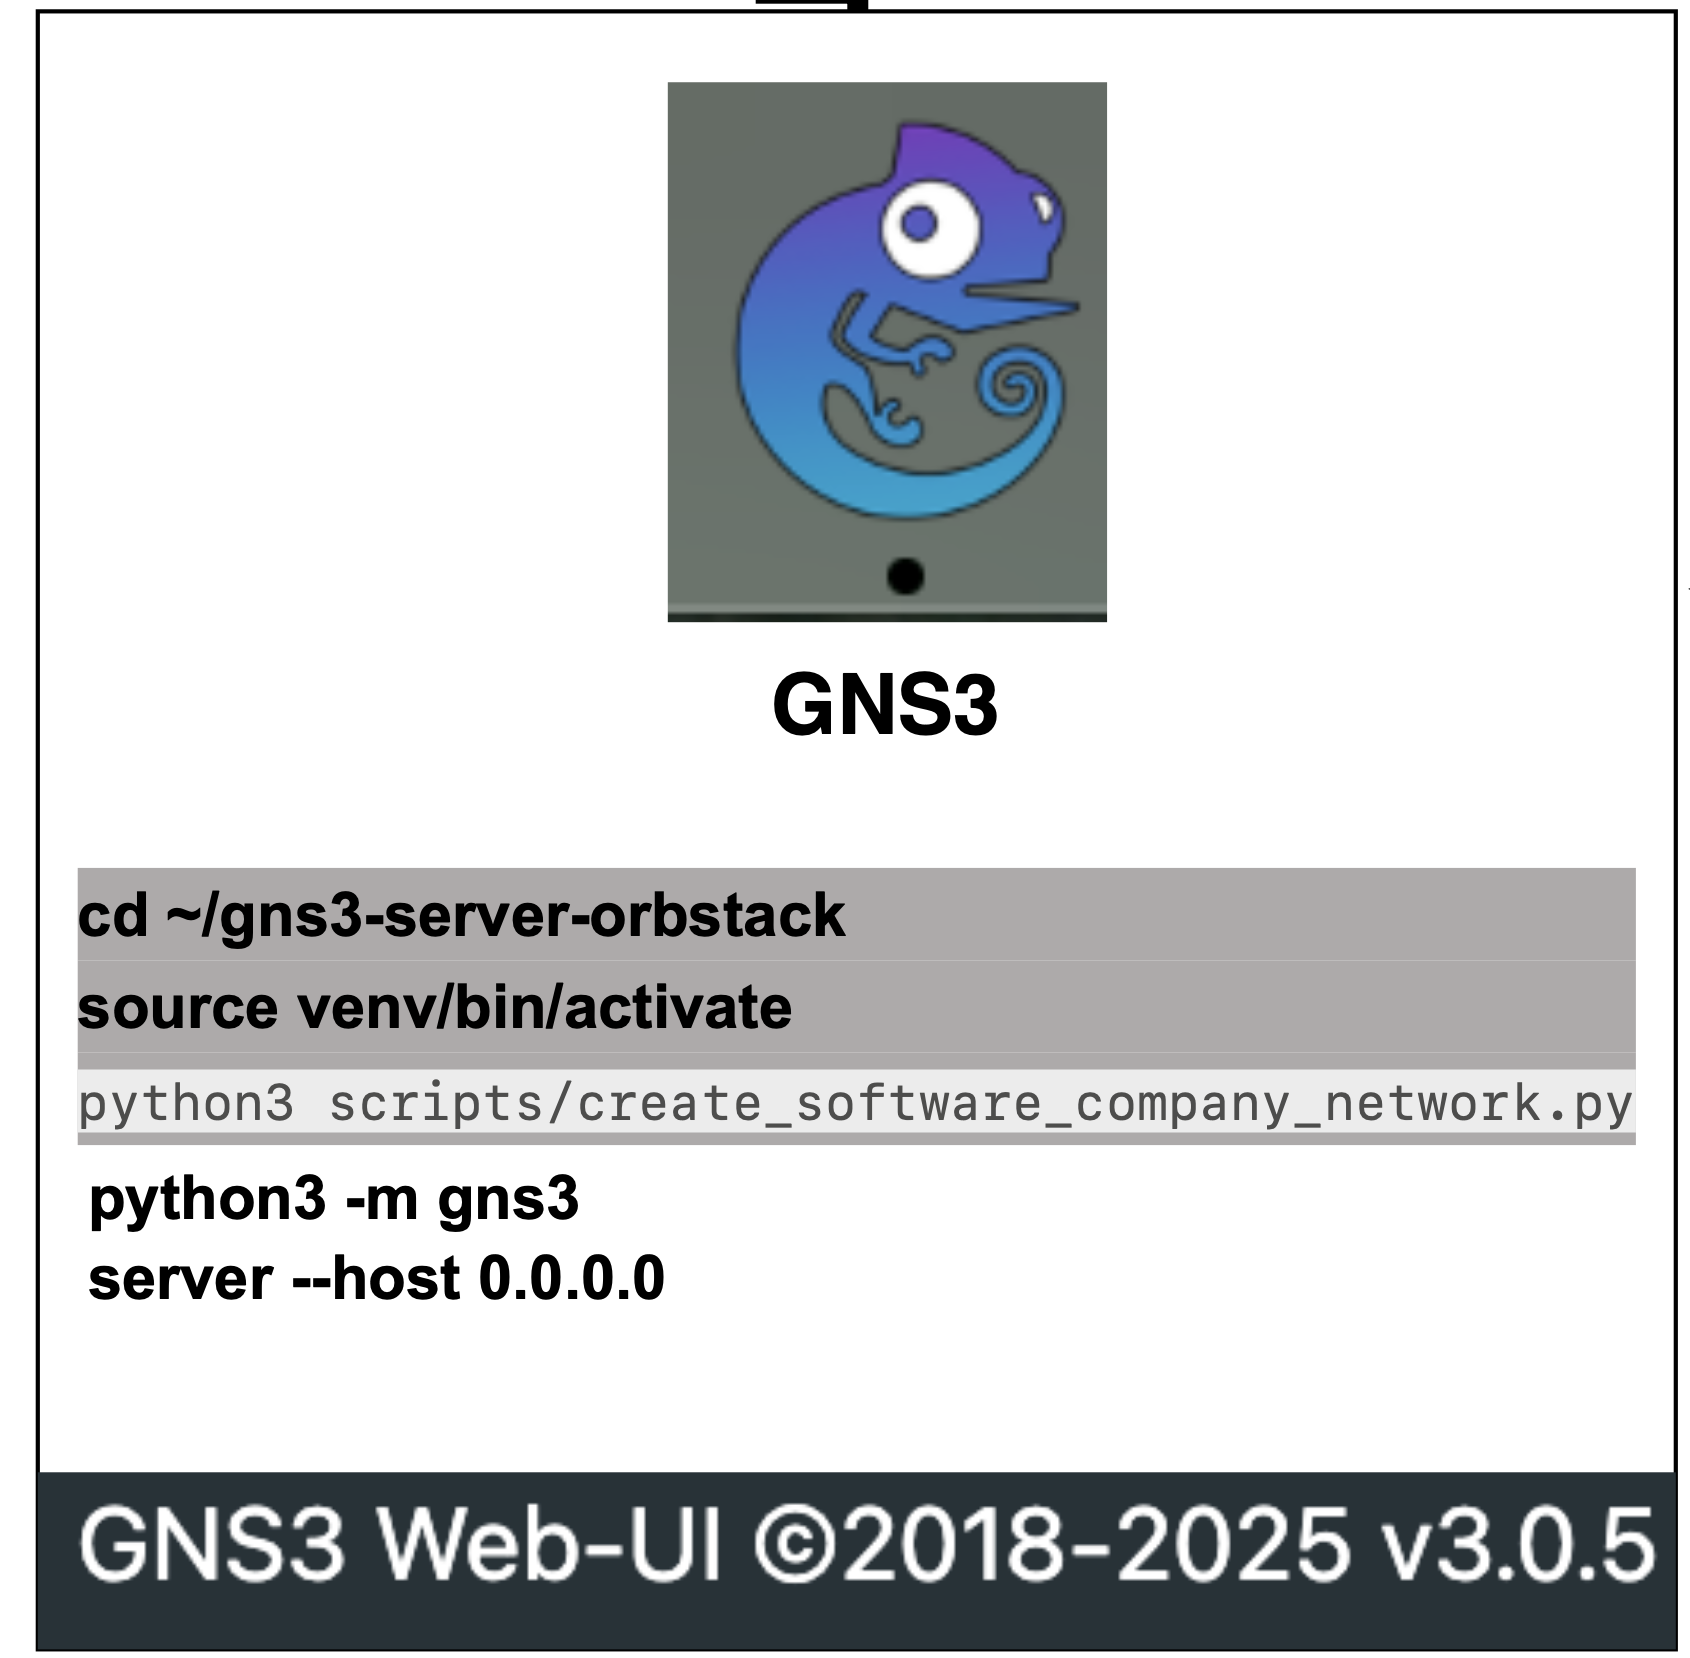 GNS3
cd ~/gns3-server-orbstack
source venv/bin/activate
python3 scripts/create_software_company_network.py
python3 -m gns3
server --host 0.0.0.0
GNS3 Web-UI ©2018-2025 v3.0.5